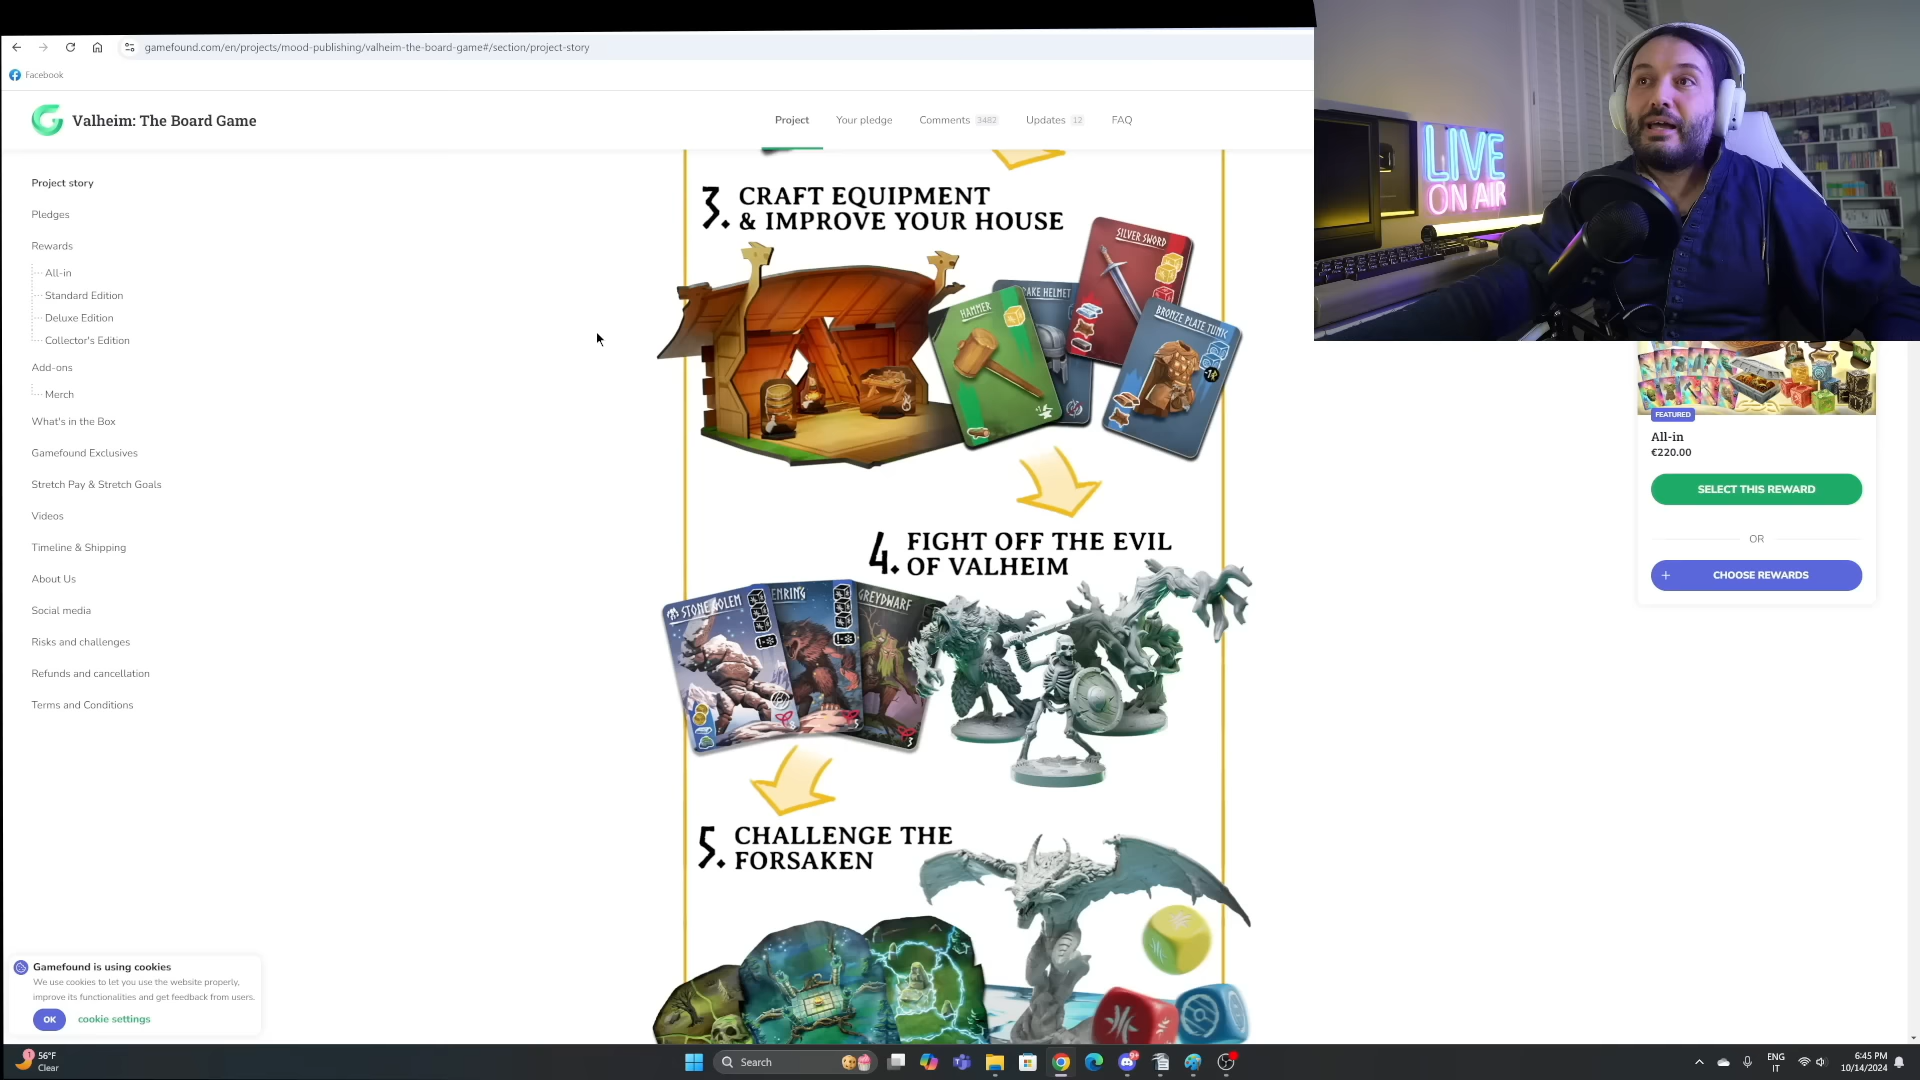 gamefound.com/en/projects/mood-publishing/valheim-the-board-game#/section/project-story
Facebook
Valheim: The Board Game
Project
Your pledge
Comments 3482
Updates 12
FAQ
Project story
Pledges
Rewards
All-in
Standard Edition
Deluxe Edition
Collector's Edition
Add-ons
Merch
What's in the Box
Gamefound Exclusives
Stretch Pay & Stretch Goals
Videos
Timeline & Shipping
About Us
Social media
Risks and challenges
Refunds and cancellation
Terms and Conditions
3. CRAFT EQUIPMENT
& IMPROVE YOUR HOUSE
SILVER SWORD
HAMMER
HELMET
BRONZE PLATE TUNIC
4. FIGHT OFF THE EVIL
OF VALHEIM
STONE
GREYDWARF
8
5
3
5. CHALLENGE THE
FORSAKEN
LIVE
ON AIR
FEATURED
All-in
€220.00
SELECT THIS REWARD
OR
+ CHOOSE REWARDS
Gamefound is using cookies
We use cookies to let you use the website properly,
improve its functionalities and get feedback from users.
OK
cookie settings
1
56°F
Clear
Search
ENG
IT
6:45 PM
10/14/2024